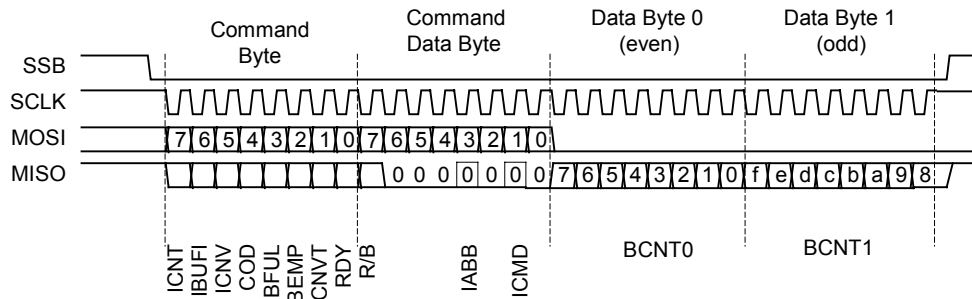 Command Byte
Command Data Byte
Data Byte 0 (even)
Data Byte 1 (odd)
SSB
SCLK
MOSI 7 6 5 4 3 2 1 0 7 6 5 4 3 2 1 0
MISO 0 0 0 0 0 0 0 7 6 5 4 3 2 1 0 f e d c b a 9 8
ICNT
IBUFI
ICNV
COD
BFUL
BEMP
CNVT
RDY
R/B
IABB
ICMD
BCNT0
BCNT1